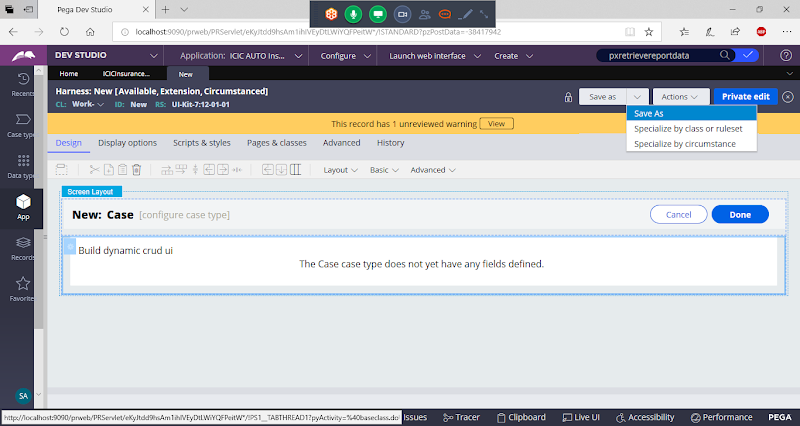 Pega Dev Studio
localhost:9090/prweb/PRServlet/eKyJtdd9hsAm1ihlVEyDtLWiYQFPeitW*/!STANDARD?pzPostData=-38417942
DEV STUDIO
Application: ICIC AUTO Ins...
Configure
Launch web interface
Create
pxretrievereportdata
Home
ICICInsurance...
New
Recents
Case type
Data type
App
Records
Favorite
SA
Harness: New [Available, Extension, Circumstanced]
CL: Work- ID: New RS: UI-Kit-7:12-01-01
Save as
Actions
Private edit
Save As
Specialize by class or ruleset
Specialize by circumstance
This record has 1 unreviewed warning
View
Design
Display options
Scripts & styles
Pages & classes
Advanced
History
Layout
Basic
Advanced
Screen Layout
New: Case [configure case type]
Cancel
Done
Build dynamic crud ui
The Case case type does not yet have any fields defined.
http://localhost:9090/prweb/PRServlet/eKyJtdd9hsAm1ihlVEyDtLWiYQFPeitW*/!PS1__TABTHREAD1?pyActivity=%40baseclass.do
Issues
Tracer
Clipboard
Live UI
Accessibility
Performance
PEGA